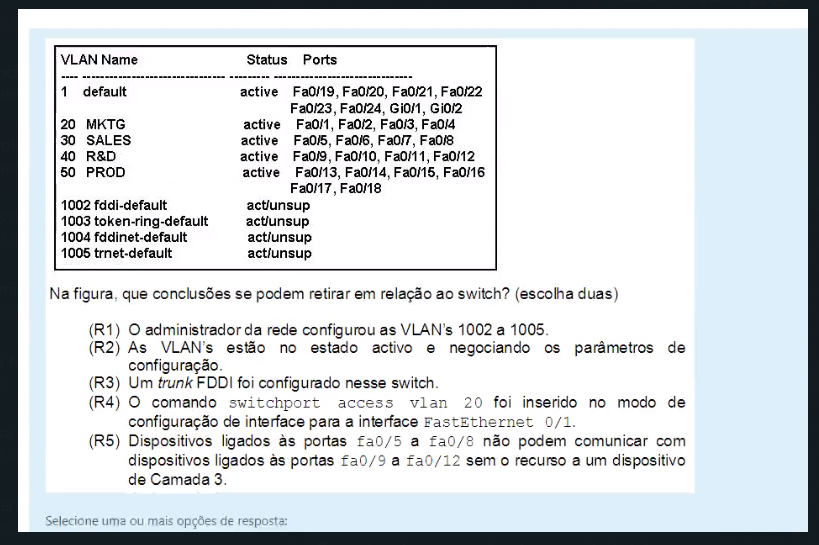 VLAN Name Status Ports
---- -------------------------------- --------- -------------------------------
1 default active Fa0/19, Fa0/20, Fa0/21, Fa0/22
Fa0/23, Fa0/24, Gi0/1, Gi0/2
20 MKTG active Fa0/1, Fa0/2, Fa0/3, Fa0/4
30 SALES active Fa0/5, Fa0/6, Fa0/7, Fa0/8
40 R&D active Fa0/9, Fa0/10, Fa0/11, Fa0/12
50 PROD active Fa0/13, Fa0/14, Fa0/15, Fa0/16
Fa0/17, Fa0/18
1002 fddi-default act/unsup
1003 token-ring-default act/unsup
1004 fddinet-default act/unsup
1005 trnet-default act/unsup
Na figura, que conclusões se podem retirar em relação ao switch? (escolha duas)
(R1) O administrador da rede configurou as VLAN's 1002 a 1005.
(R2) As VLAN's estão no estado activo e negociando os parâmetros de
configuração.
(R3) Um trunk FDDI foi configurado nesse switch.
(R4) O comando switchport access vlan 20 foi inserido no modo de
configuração de interface para a interface FastEthernet 0/1.
(R5) Dispositivos ligados às portas fa0/5 a fa0/8 não podem comunicar com
dispositivos ligados às portas fa0/9 a fa0/12 sem o recurso a um dispositivo
de Camada 3.
Selecione uma ou mais opções de resposta: